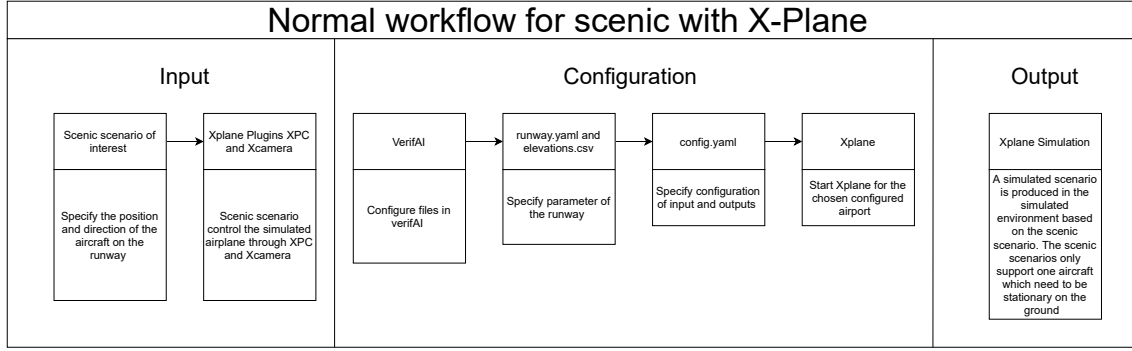 Normal workflow for scenic with X-Plane
Input
Configuration
Output
Scenic scenario of
interest
Specify the position
and direction of the
aircraft on the
runway
Xplane Plugins XPC
and Xcamera
Scenic scenario
control the simulated
airplane through XPC
and Xcamera
VerifAI
Configure files in
verifAI
runway.yaml and
elevations.csv
Specify parameter of
the runway
config.yaml
Specify configuration
of input and outputs
Xplane
Start Xplane for the
chosen configured
airport
Xplane Simulation
A simulated scenario
is produced in the
simulated
environment based
on the scenic
scenario. The scenic
scenarios only
support one aircraft
which need to be
stationary on the
ground